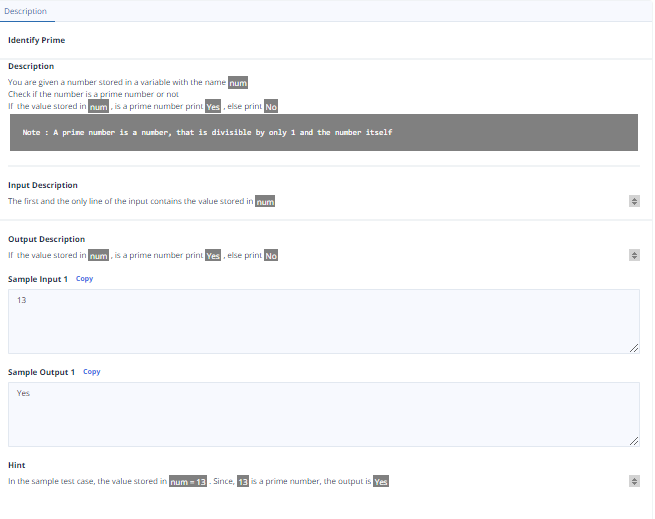 Description
Identify Prime
Description
You are given a number stored in a variable with the name num
Check if the number is a prime number or not
If the value stored in num , is a prime number print Yes , else print No
Note : A prime number is a number, that is divisible by only 1 and the number itself
Input Description
The first and the only line of the input contains the value stored in num
Output Description
If the value stored in num , is a prime number print Yes , else print No
Sample Input 1 Copy
13
Sample Output 1 Copy
Yes
Hint
In the sample test case, the value stored in num = 13 . Since, 13 is a prime number, the output is Yes